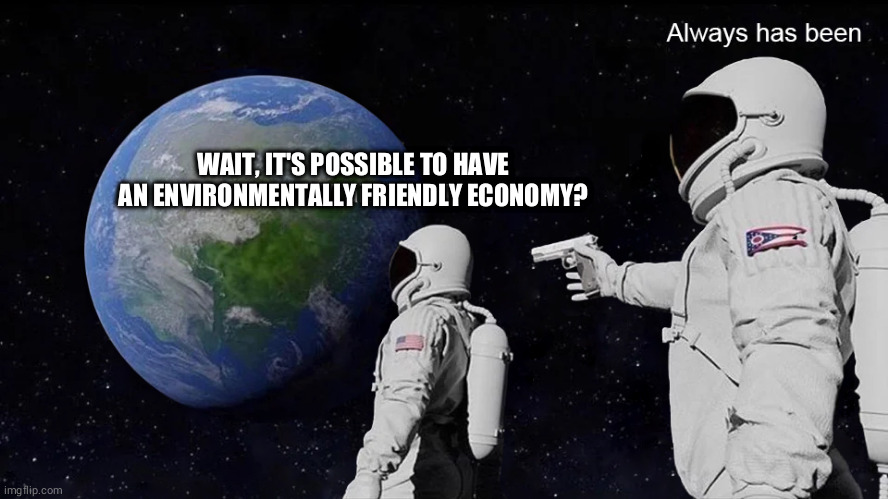 Always has been
WAIT, IT'S POSSIBLE TO HAVE
AN ENVIRONMENTALLY FRIENDLY ECONOMY?
imgflip.com